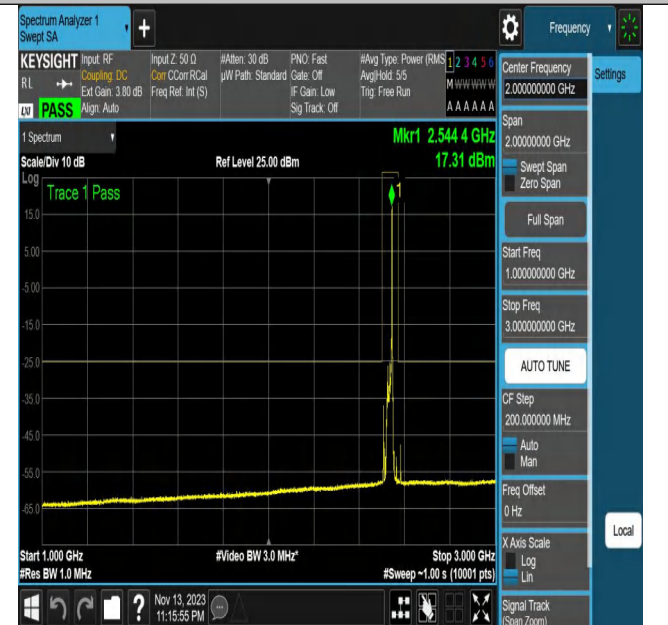 Spectrum Analyzer 1
Swept SA
+
Frequency
KEYSIGHT
RL
LXI PASS
Input: RF
Coupling: DC
Ext Gain: 3.80 dB
Align: Auto
Input Z: 50 Ω
Corr CCorr RCal
Freq Ref: Int (S)
#Atten: 30 dB
µW Path: Standard
PNO: Fast
Gate: Off
IF Gain: Low
Sig Track: Off
#Avg Type: Power (RMS
Avg|Hold: 5/5
Trig: Free Run
1 2 3 4 5 6
M W W W W W
A A A A A A
1 Spectrum
Scale/Div 10 dB
Log
Ref Level 25.00 dBm
Mkr1 2.544 4 GHz
17.31 dBm
Trace 1 Pass
1
15.0
5.00
-5.00
-15.0
-25.0
-35.0
-45.0
-55.0
-65.0
Start 1.000 GHz
#Res BW 1.0 MHz
#Video BW 3.0 MHz*
Stop 3.000 GHz
#Sweep ~1.00 s (10001 pts)
Nov 13, 2023
11:15:55 PM
Center Frequency
2.00000000 GHz
Settings
Span
2.00000000 GHz
Swept Span
Zero Span
Full Span
Start Freq
1.000000000 GHz
Stop Freq
3.000000000 GHz
AUTO TUNE
CF Step
200.000000 MHz
Auto
Man
Freq Offset
0 Hz
Local
X Axis Scale
Log
Lin
Signal Track
(Span Zoom)